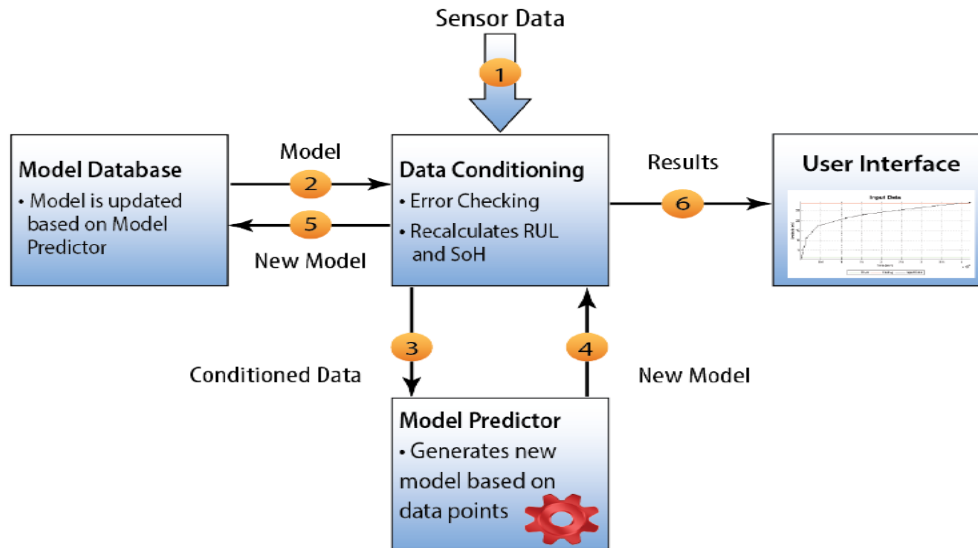 Sensor Data
1
Model Database
• Model is updated
based on Model
Predictor
Model
2
5
New Model
Data Conditioning
• Error Checking
• Recalculates RUL
and SoH
Results
6
User Interface
Input Data
3
Conditioned Data
4
New Model
Model Predictor
• Generates new
model based on
data points